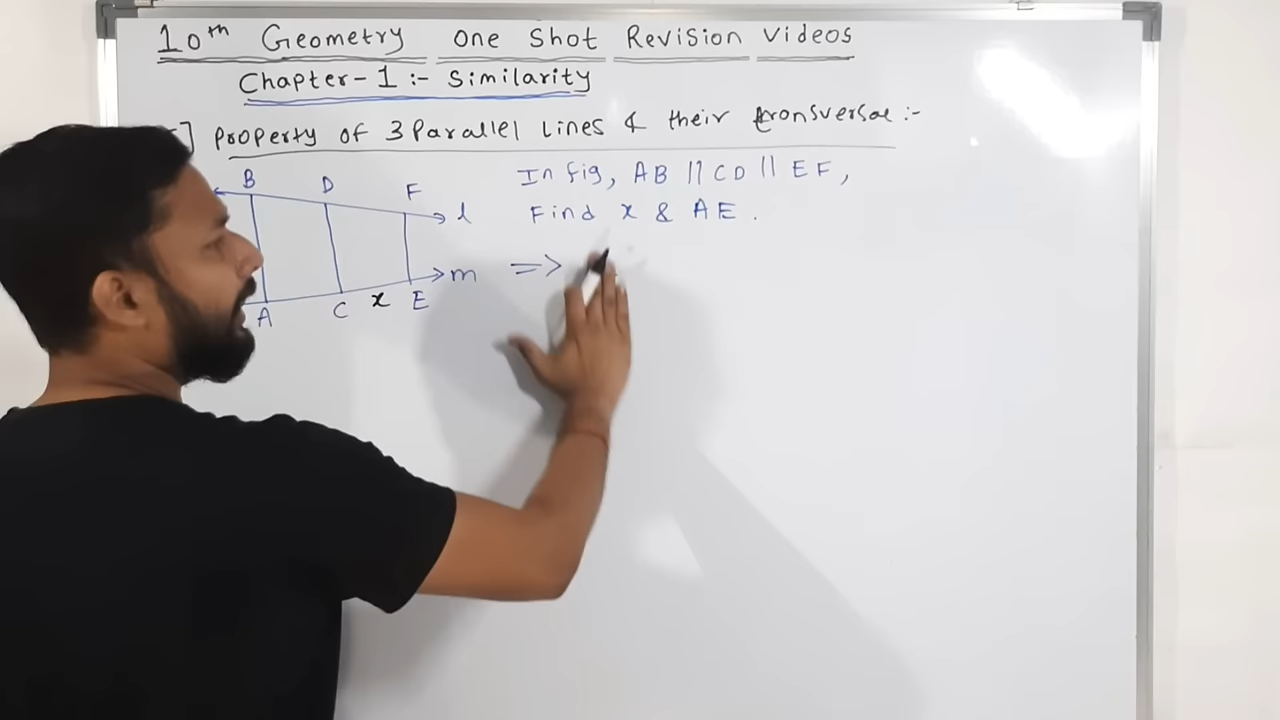 10th Geometry One Shot Revision Videos
Chapter-1 :- Similarity
] Property of 3 Parallel Lines & their transversal :-
B D F l
In fig, AB || CD || EF,
Find x & AE .
=>
m
A C x E